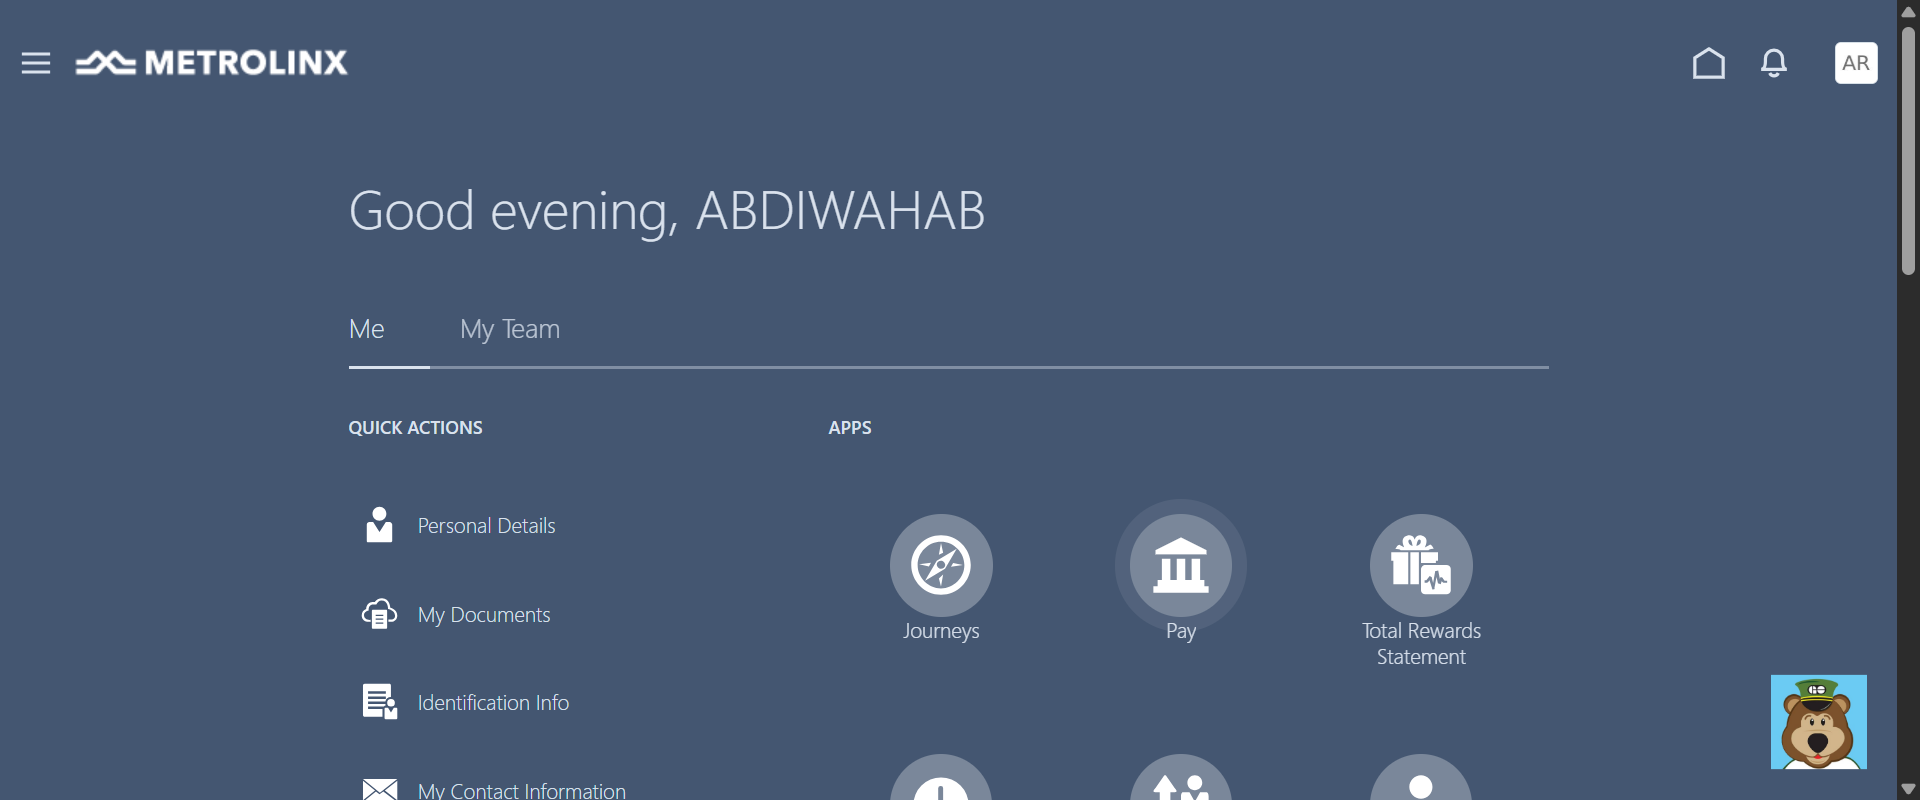 METROLINX
AR
Good evening, ABDIWAHAB
Me
My Team
QUICK ACTIONS
APPS
Personal Details
My Documents
Identification Info
My Contact Information
Journeys
Pay
Total Rewards
Statement
GO